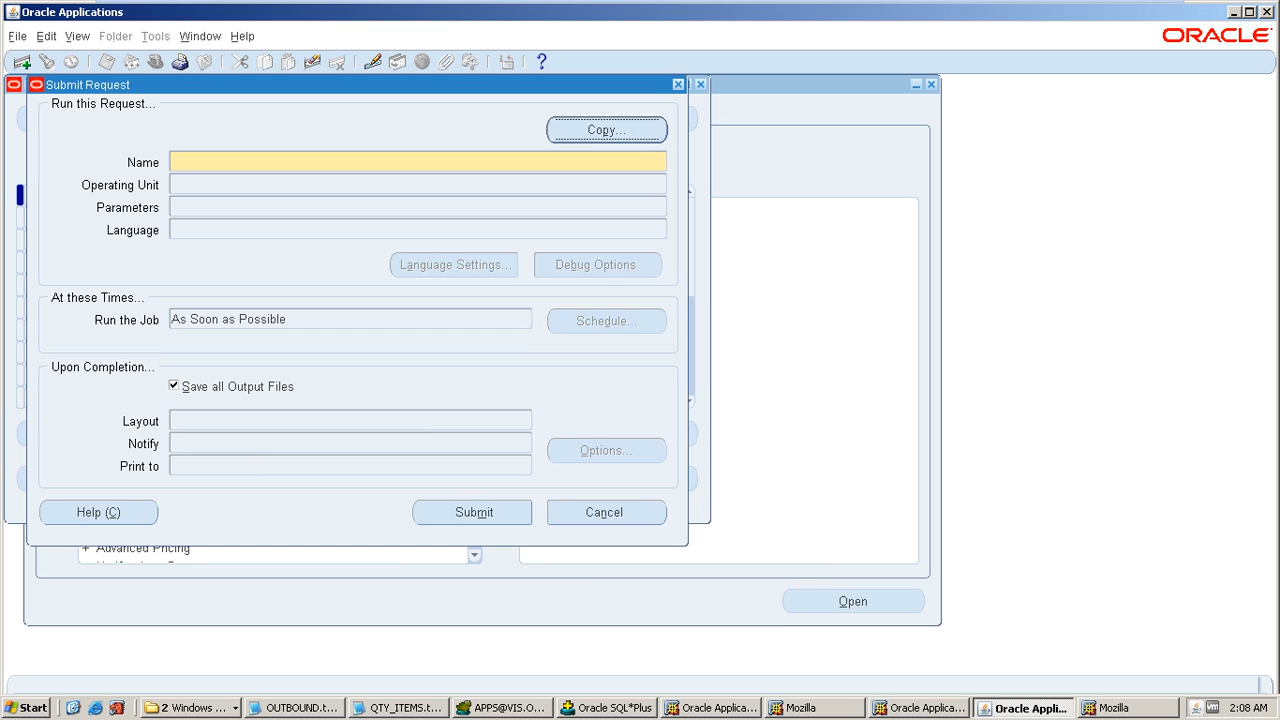 Oracle Applications
File Edit View Folder Tools Window Help
ORACLE
Submit Request
Run this Request...
Copy...
Name
Operating Unit
Parameters
Language
Language Settings... Debug Options
At these Times...
Run the Job As Soon as Possible Schedule...
Upon Completion...
Save all Output Files
Layout
Notify
Options...
Print to
Help (C) Submit Cancel
+ Advanced Pricing
Open
Start 2 Windows ... OUTBOUND.t... QTY_ITEMS.t... APPS@VIS.O... Oracle SQL*Plus Oracle Applica... Mozilla Oracle Applica... Oracle Appli... Mozilla 2:08 AM